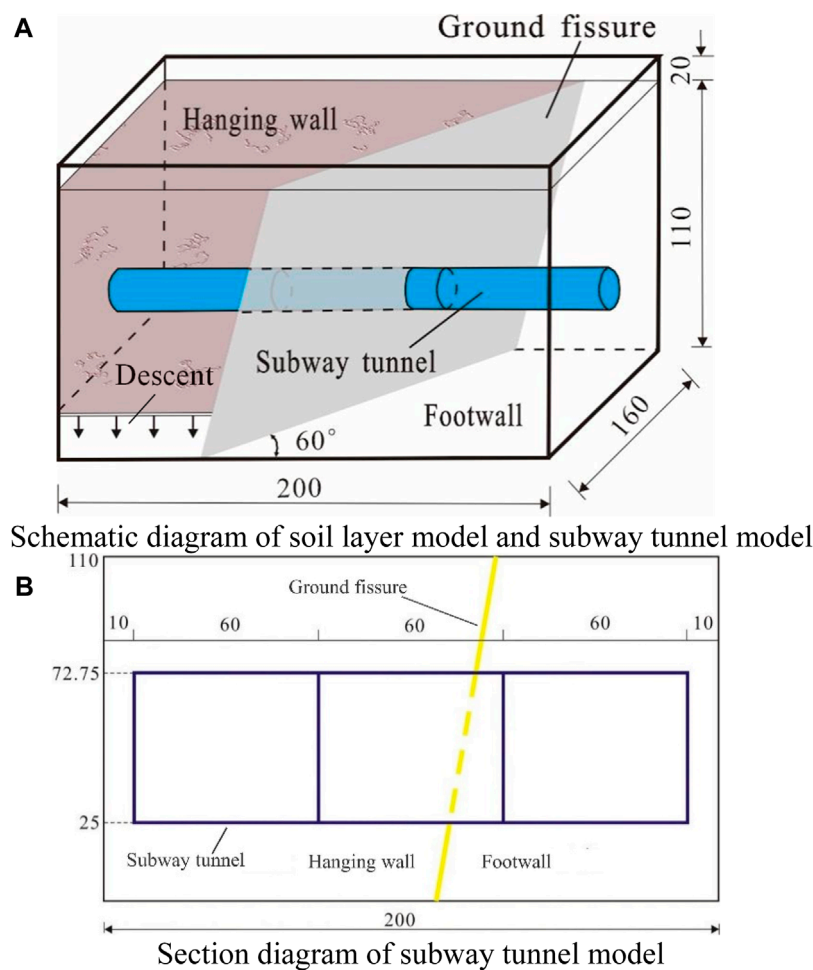 A
Ground fissure
20
Hanging wall
110
Subway tunnel
Descent
Footwall
60°
160
200
Schematic diagram of soil layer model and subway tunnel model
B
110
Ground fissure
10 60 60 60 10
72.75
25
Subway tunnel Hanging wall Footwall
200
Section diagram of subway tunnel model